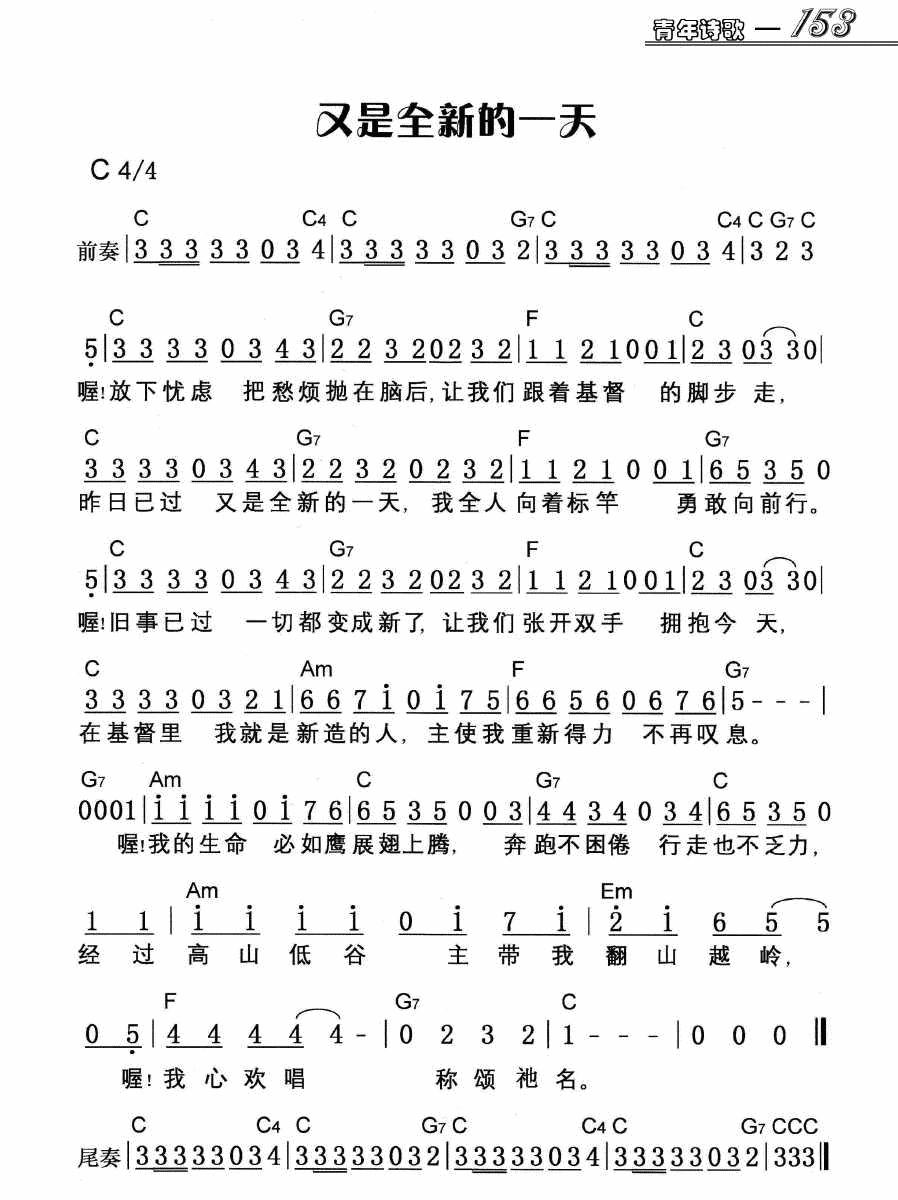 青年诗歌 — 153
又是全新的一天
C 4/4
C C4 C G7 C C4 C G7 C
前奏 |3 3 3 3 3 0 3 4|3 3 3 3 3 0 3 2|3 3 3 3 3 0 3 4|3 2 3
C G7 F C
5|3 3 3 3 0 3 4 3|2 2 3 2 0 2 3 2|1 1 2 1 0 0 0 1|2 3 0 3 3 3 0|
喔!放下忧虑 把愁烦抛在脑后,让我们跟着基督 的脚步走,
C G7 F G7
3 3 3 3 0 3 4 3|2 2 3 2 0 2 3 2|1 1 2 1 0 0 0 1|6 5 3 5 0
昨日已过 又是全新的一天, 我全人向着标竿 勇敢向前行。
C G7 F C
5|3 3 3 3 0 3 4 3|2 2 3 2 0 2 3 2|1 1 2 1 0 0 0 1|2 3 0 3 3 3 0|
喔!旧事已过 一切都变成新了, 让我们张开双手 拥抱今天,
C Am F G7
3 3 3 3 0 3 2 1|6 6 7 i 0 i 7 5|6 6 5 6 0 6 7 6|5 - - -|
在基督里 我就是新造的人, 主使我重新得力 不再叹息。
G7 Am C G7 C
0001|i i i i 0 i 7 6|6 5 3 5 0 0 0 3|4 4 3 4 0 3 4|6 5 3 5 0
喔!我的生命 必如鹰展翅上腾, 奔跑不困倦 行走也不乏力,
Am Em
1 1 | i i i i 0 i 7 i | 2 i 6 5 5
经过高山低谷 主带我翻山越岭,
F G7 C
0 5|4 4 4 4 4 -|0 2 3 2|1 - - -|0 0 0 ‖
喔!我心欢唱 称颂祂名。
C C4 C G7 C C4 C G7 CCC
尾奏 |33333034|33333032|33333034|33333032|333‖